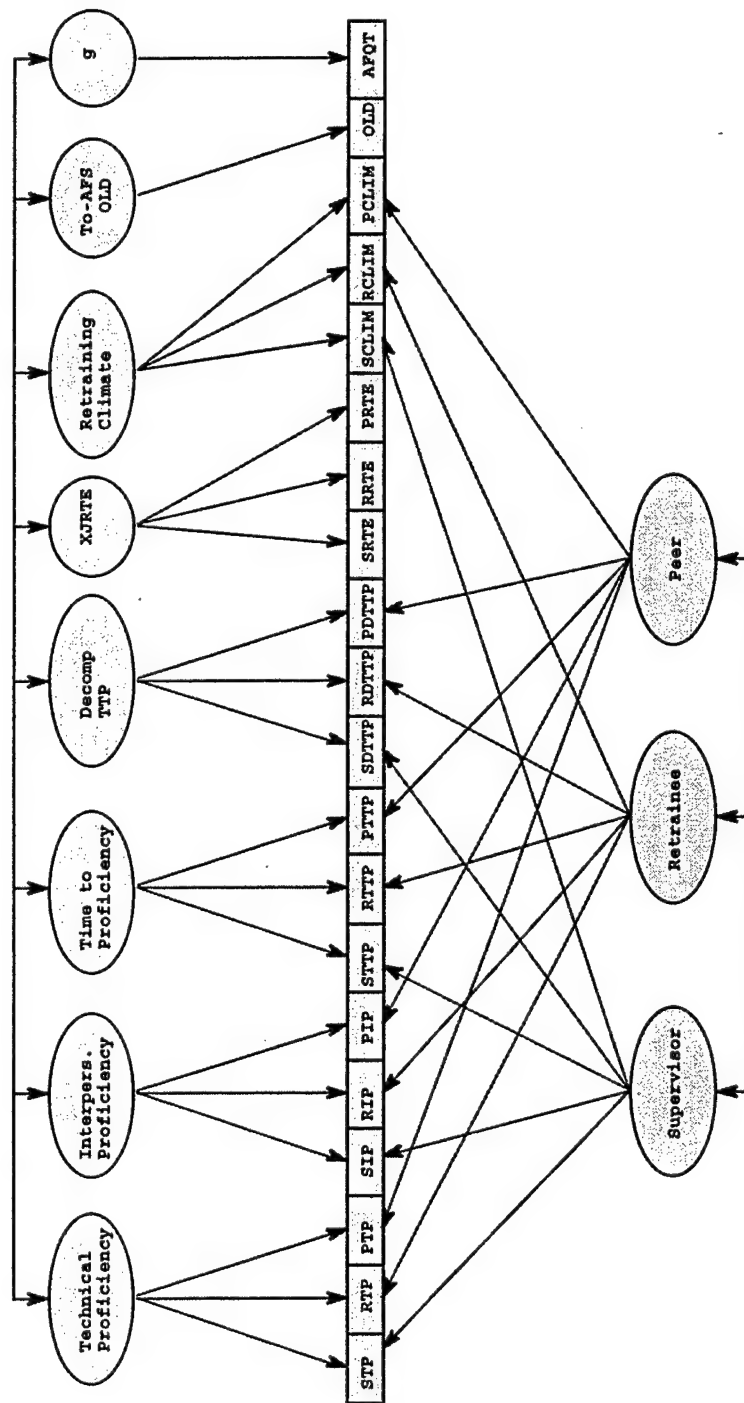 Technical
Proficiency
Interpers.
Proficiency
Time to
Proficiency
Decomp
TTP
XJRTE
Retraining
Climate
To-AFS
OLD
g
STP
RTP
PTP
SIP
RIP
PIP
STTP
RTTP
PTTP
SDTTP
RDTTP
PDTTP
SRTE
RRTE
PRTE
SCLIM
RCLIM
PCLIM
OLD
AFQT
Supervisor
Retrainee
Peer